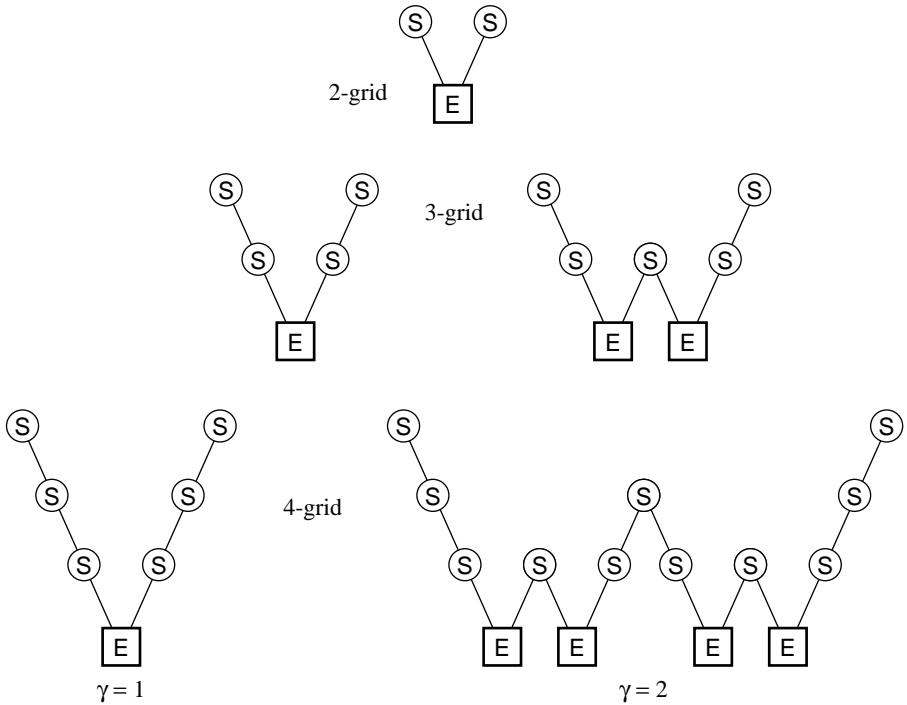 S S
2-grid
E
S S S S
3-grid
S S S S S
E E E
S S S S
S S S S S
4-grid
S S S S S S S S
E E E E E
γ = 1 γ = 2